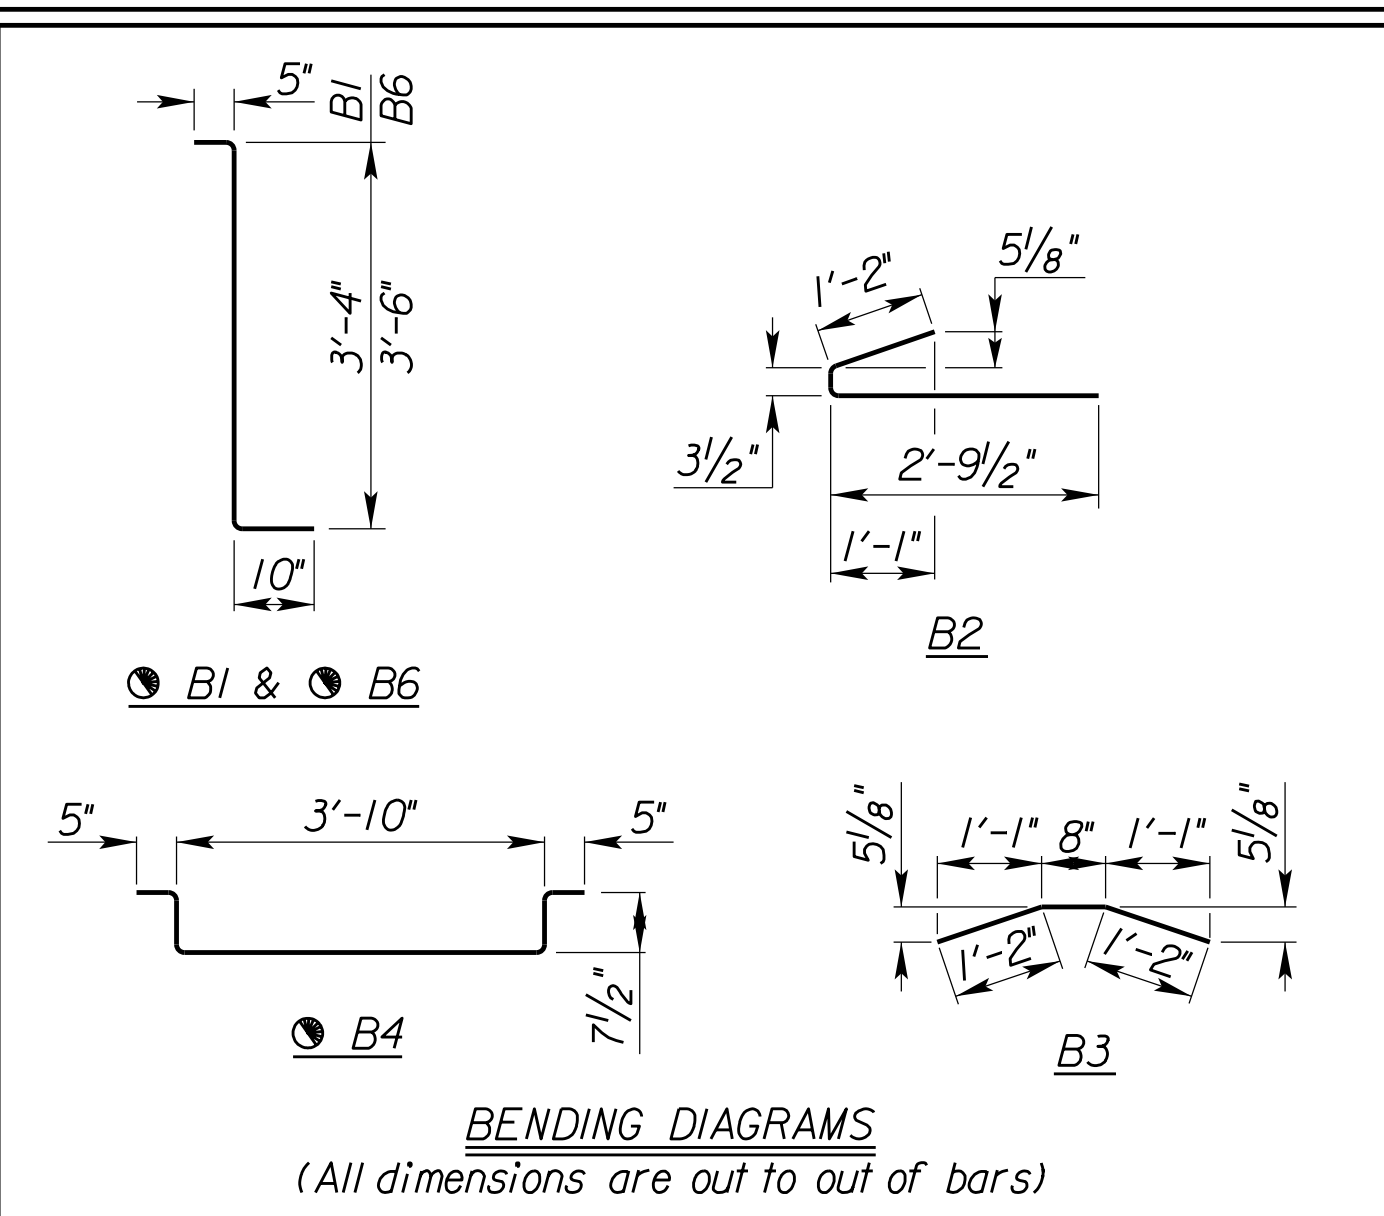 5"
B1
B6
3'-4"
3'-6"
10"
B1 & B6
1'-2"
5 1/8"
3 1/2"
2'-9 1/2"
1'-1"
B2
5"
3'-10"
5"
7 1/2"
B4
5 1/8"
1'-1"
8"
1'-1"
5 1/8"
1'-2"
1'-2"
B3
BENDING DIAGRAMS
(All dimensions are out to out of bars)